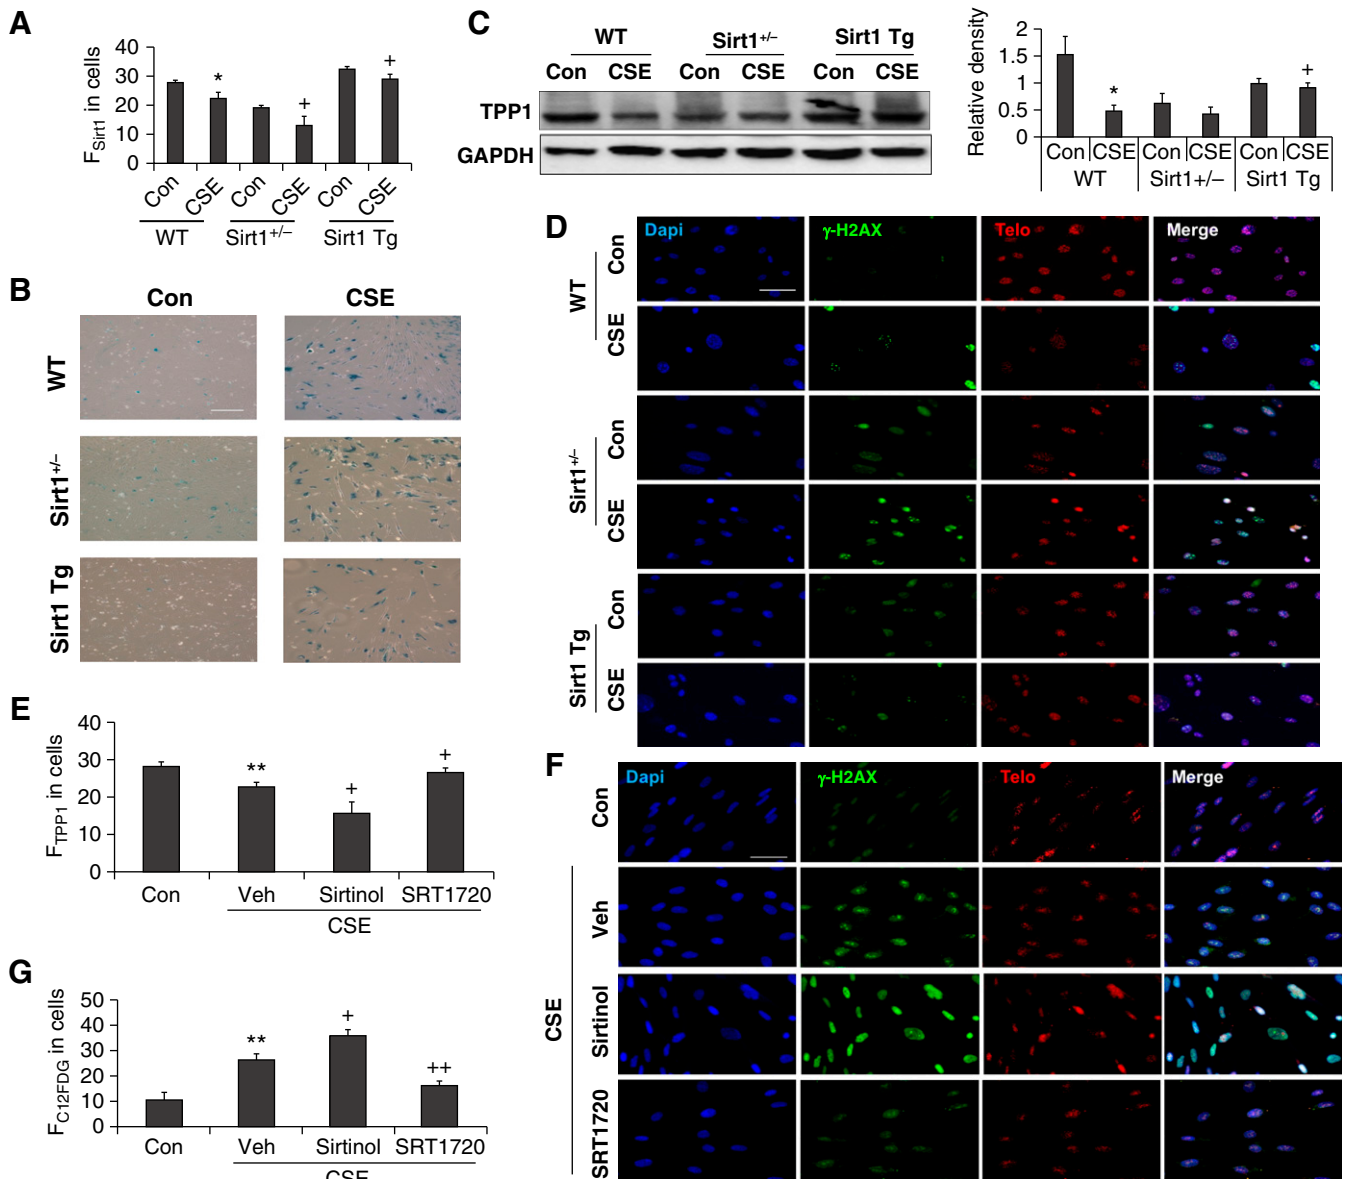 A
F Sirt1 in cells
40
30
20
10
0
*
+
+
Con CSE Con CSE Con CSE
WT Sirt1+/– Sirt1 Tg
B
Con CSE
WT
Sirt1+/–
Sirt1 Tg
C
WT Sirt1+/– Sirt1 Tg
Con CSE Con CSE Con CSE
TPP1
GAPDH
Relative density
2
1.5
1
0.5
0
*
+
Con CSE Con CSE Con CSE
WT Sirt1+/– Sirt1 Tg
D
Dapi γ-H2AX Telo Merge
WT
Con
CSE
Sirt1+/–
Con
CSE
Sirt1 Tg
Con
CSE
E
F TPP1 in cells
40
30
20
10
0
**
+
+
Con Veh Sirtinol SRT1720
CSE
F
Dapi γ-H2AX Telo Merge
Con
CSE
Veh
Sirtinol
SRT1720
G
F C12FDG in cells
50
40
30
20
10
0
**
+
++
Con Veh Sirtinol SRT1720
CSE